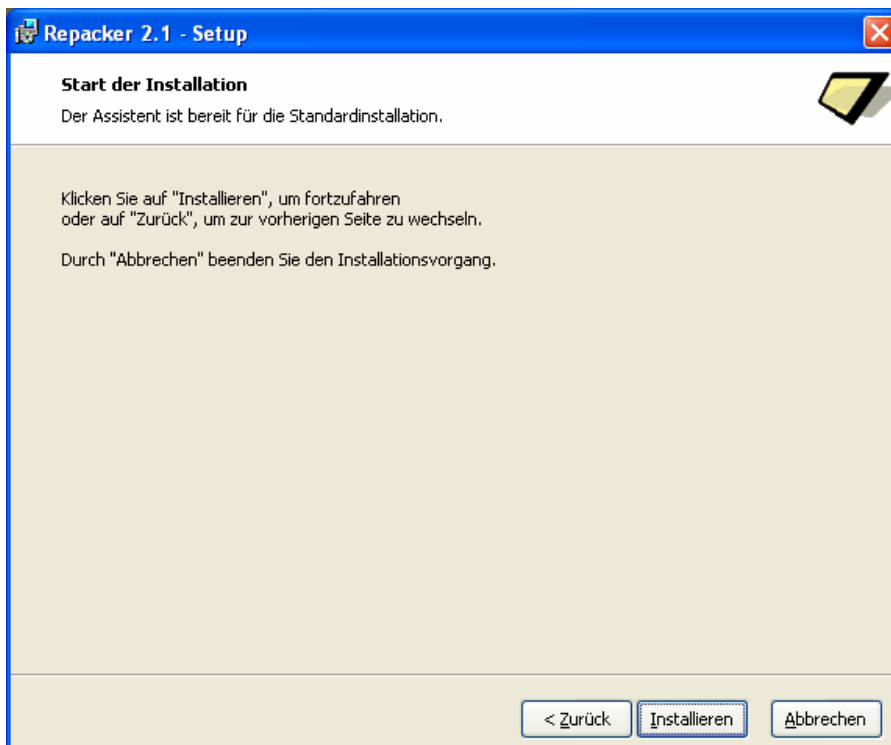 Repacker 2.1 - Setup
Start der Installation
Der Assistent ist bereit für die Standardinstallation.
Klicken Sie auf "Installieren", um fortzufahren
oder auf "Zurück", um zur vorherigen Seite zu wechseln.
Durch "Abbrechen" beenden Sie den Installationsvorgang.
< Zurück Installieren Abbrechen